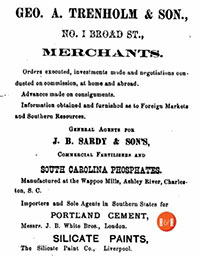 GEO. A. TRENHOLM & SON.,
NO. 1 BROAD ST.,
MERCHANTS.
Orders executed, investments made and negotiations con-
ducted on commission, at home and abroad.
Advances made on consignments.
Information obtained and furnished as to Foreign Markets
and Southern Resources.
GENERAL AGENTS FOR
J. B. SARDY & SON'S,
COMMERCIAL FERTILIZERS AND
SOUTH CAROLINA PHOSPHATES.
Manufactured at the Wappoo Mills, Ashley River, Charles-
ton, S. C.
Importers and Sole Agents in Southern States for
PORTLAND CEMENT,
Messrs. J. B. White Bros., London.
SILICATE PAINTS,
The Silicate Paint Co., Liverpool.